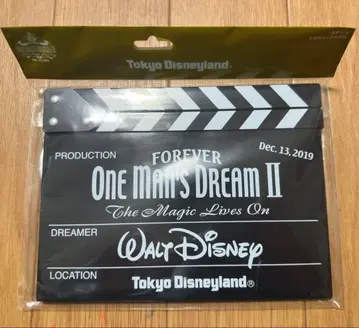 Tokyo Disneyland®
Dec. 13, 2019
PRODUCTION
FOREVER
ONE MAN'S DREAM II
The Magic Lives On
DREAMER
WALT DISNEY
LOCATION
Tokyo Disneyland®